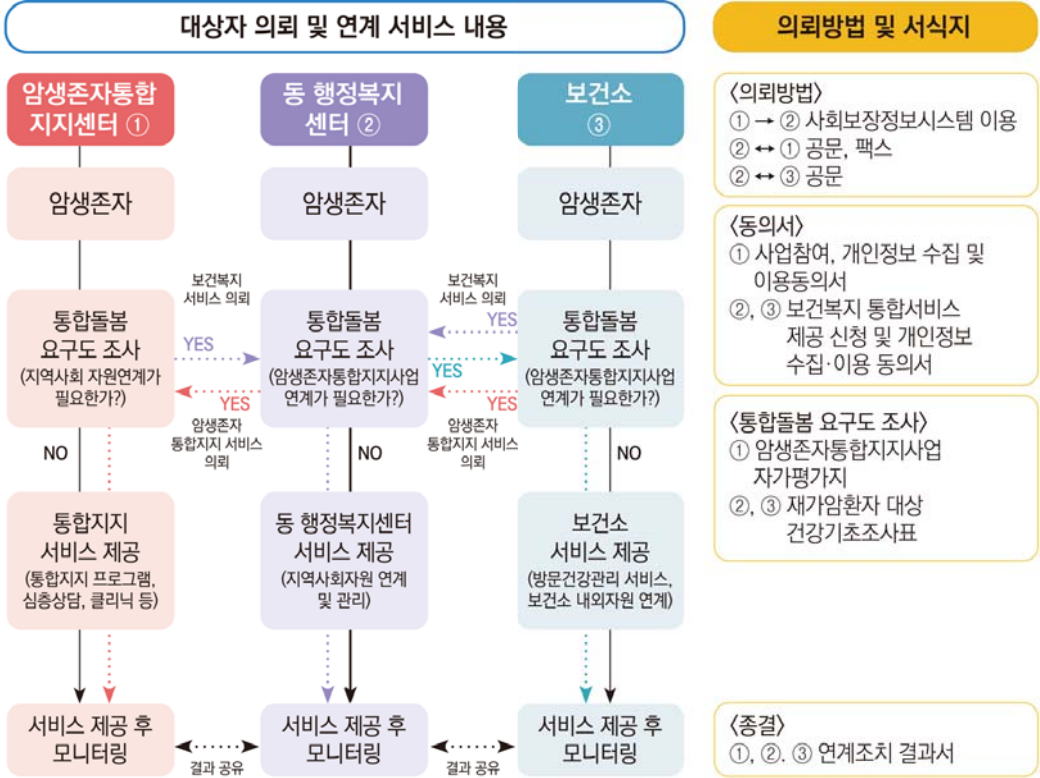 대상자 의뢰 및 연계 서비스 내용
의뢰방법 및 서식지
암생존자통합
지지센터 ①
동 행정복지
센터 ②
보건소
③
암생존자
암생존자
암생존자
보건복지
서비스 의뢰
보건복지
서비스 의뢰
통합돌봄
요구도 조사
(지역사회 자원연계가
필요한가?)
YES
YES
통합돌봄
요구도 조사
(암생존자통합지지사업
연계가 필요한가?)
YES
YES
YES
통합돌봄
요구도 조사
(암생존자통합지지사업
연계가 필요한가?)
암생존자
통합지지 서비스
의뢰
암생존자
통합지지 서비스
의뢰
NO
NO
NO
통합지지
서비스 제공
(통합지지 프로그램,
심층상담, 클리닉 등)
동 행정복지센터
서비스 제공
(지역사회자원 연계
및 관리)
보건소
서비스 제공
(방문건강관리 서비스,
보건소 내외자원 연계)
서비스 제공 후
모니터링
결과 공유
서비스 제공 후
모니터링
결과 공유
서비스 제공 후
모니터링
〈의뢰방법〉
① → ② 사회보장정보시스템 이용
② ↔ ① 공문, 팩스
② ↔ ③ 공문
〈동의서〉
① 사업참여, 개인정보 수집 및
이용동의서
②, ③ 보건복지 통합서비스
제공 신청 및 개인정보
수집·이용 동의서
〈통합돌봄 요구도 조사〉
① 암생존자통합지지사업
자가평가지
②, ③ 재가암환자 대상
건강기초조사표
〈종결〉
①, ②. ③ 연계조치 결과서